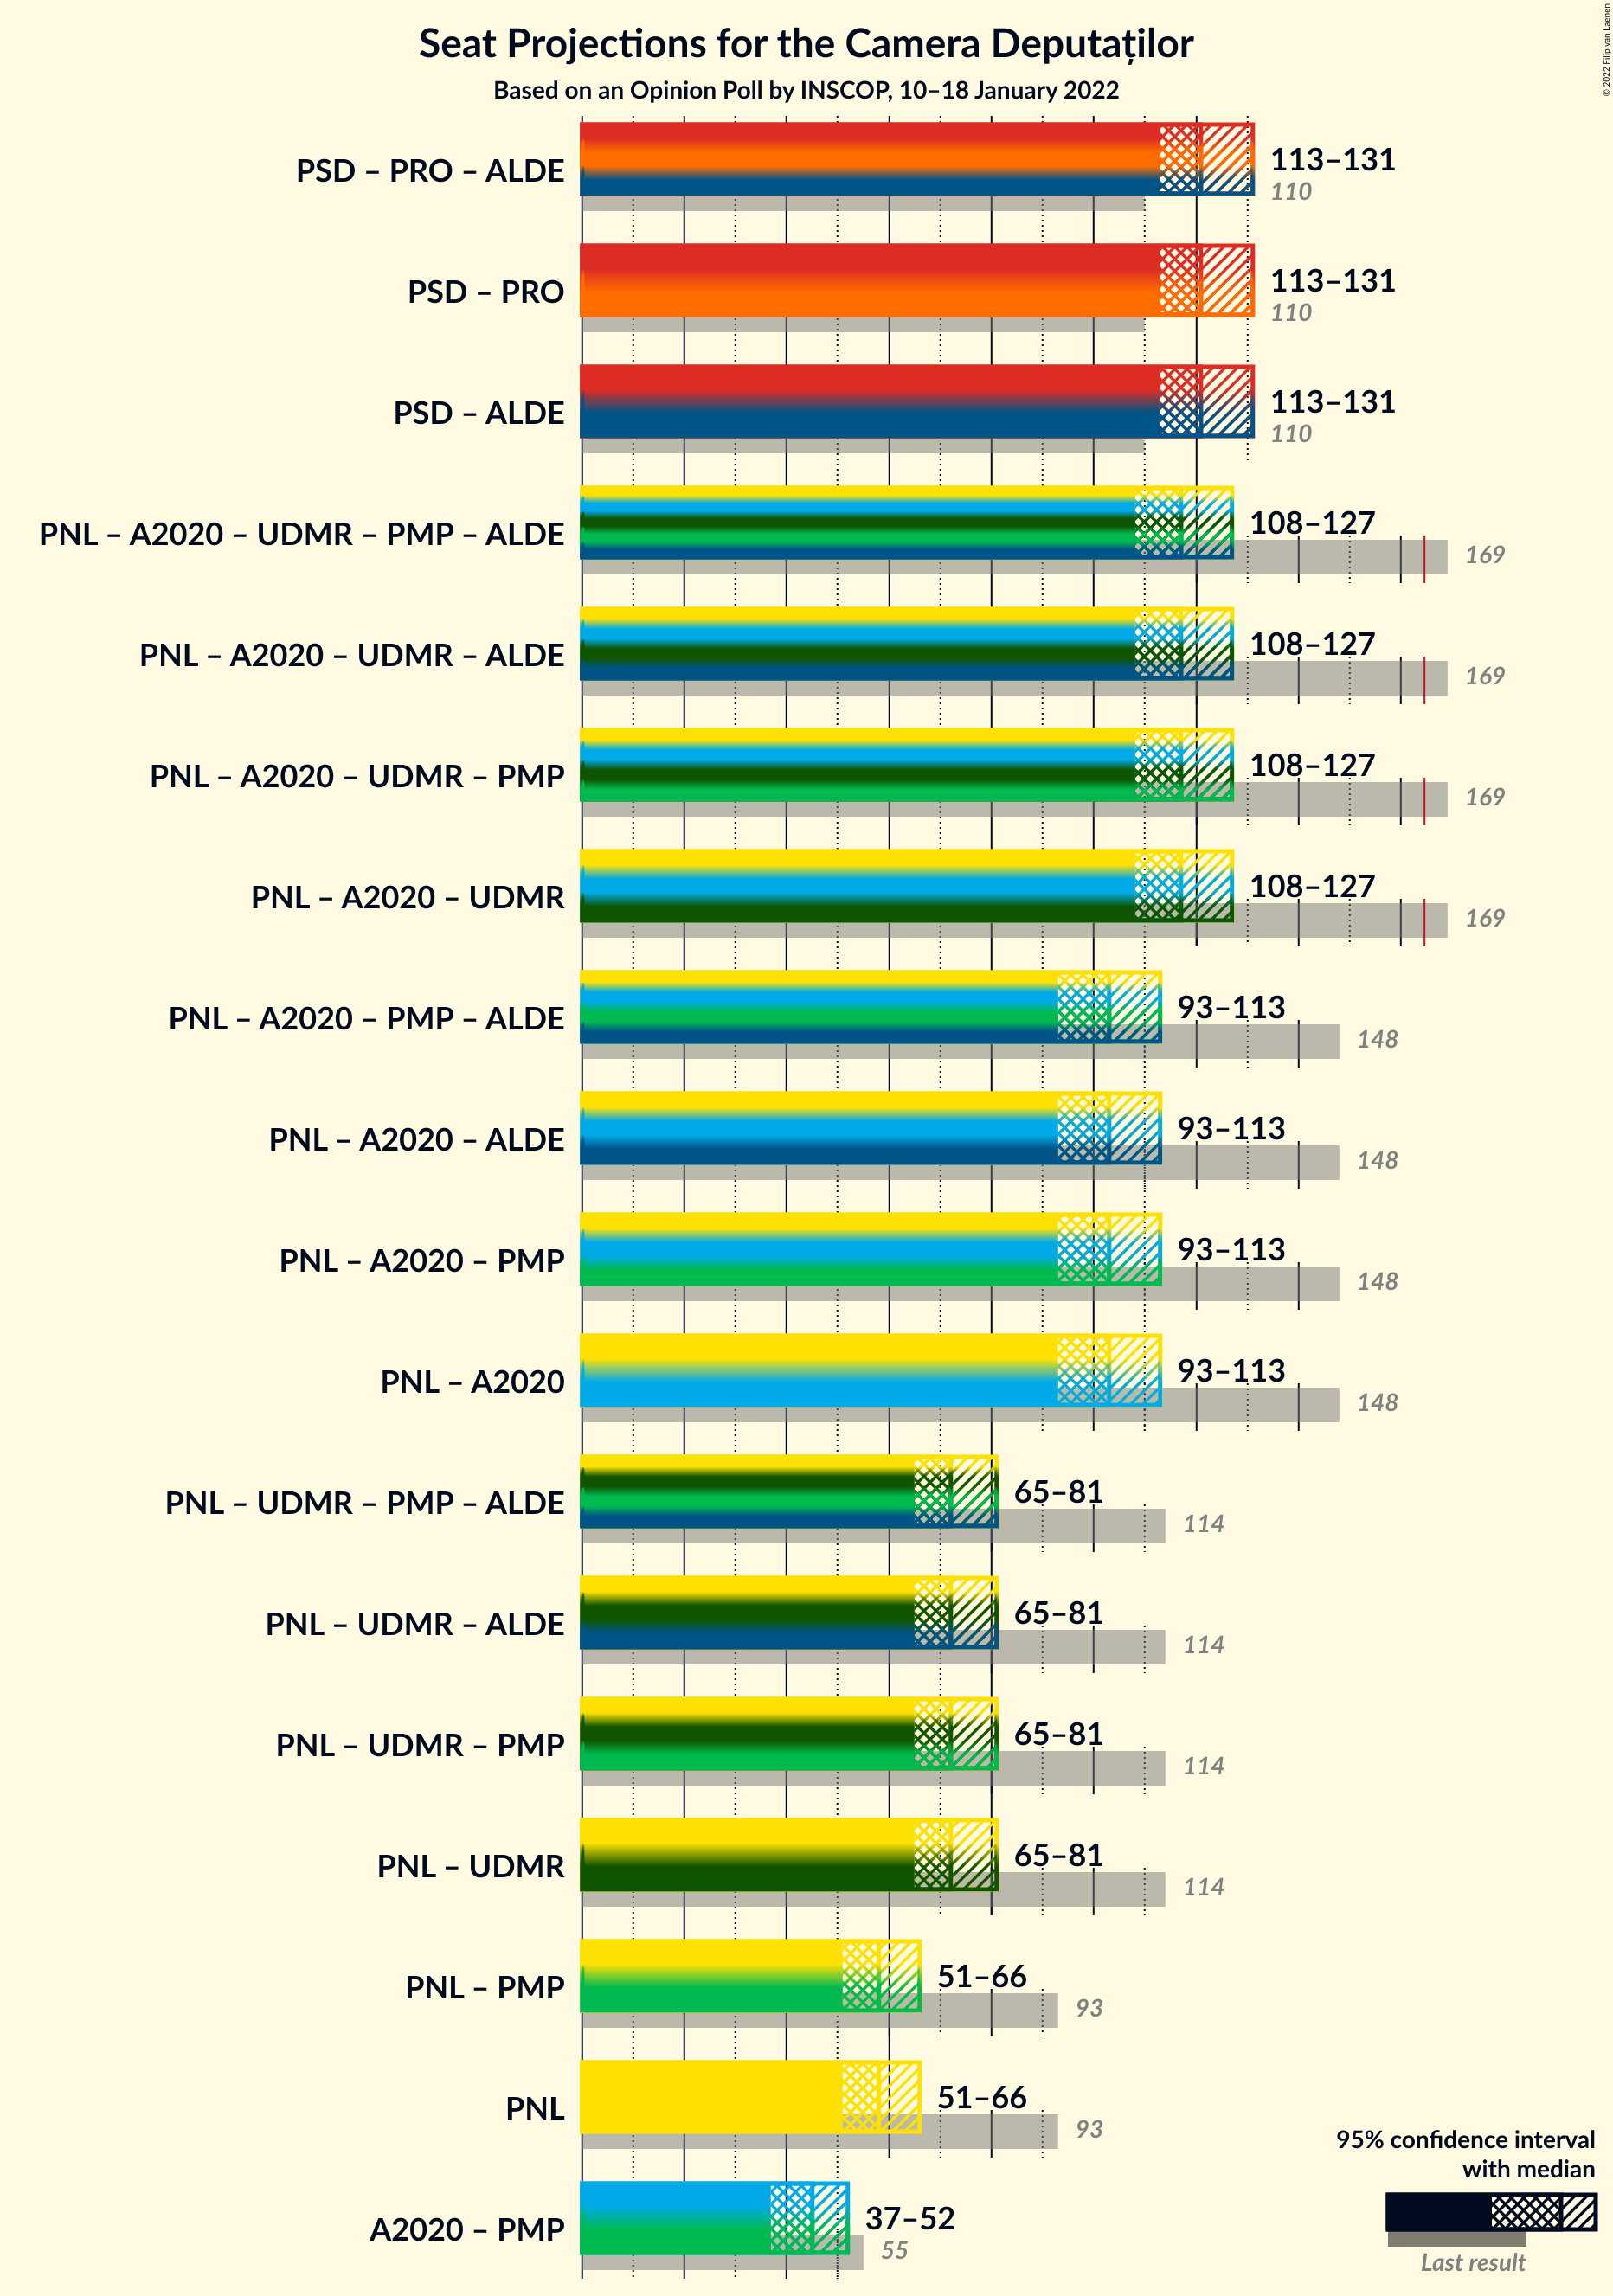 Seat Projections for the Camera Deputaților
Based on an Opinion Poll by INSCOP, 10–18 January 2022
© 2022 Filip van Laenen
PSD – PRO – ALDE
113–131
110
PSD – PRO
113–131
110
PSD – ALDE
113–131
110
PNL – A2020 – UDMR – PMP – ALDE
108–127
169
PNL – A2020 – UDMR – ALDE
108–127
169
PNL – A2020 – UDMR – PMP
108–127
169
PNL – A2020 – UDMR
108–127
169
PNL – A2020 – PMP – ALDE
93–113
148
PNL – A2020 – ALDE
93–113
148
PNL – A2020 – PMP
93–113
148
PNL – A2020
93–113
148
PNL – UDMR – PMP – ALDE
65–81
114
PNL – UDMR – ALDE
65–81
114
PNL – UDMR – PMP
65–81
114
PNL – UDMR
65–81
114
PNL – PMP
51–66
93
PNL
51–66
93
A2020 – PMP
37–52
55
95% confidence interval
with median
Last result